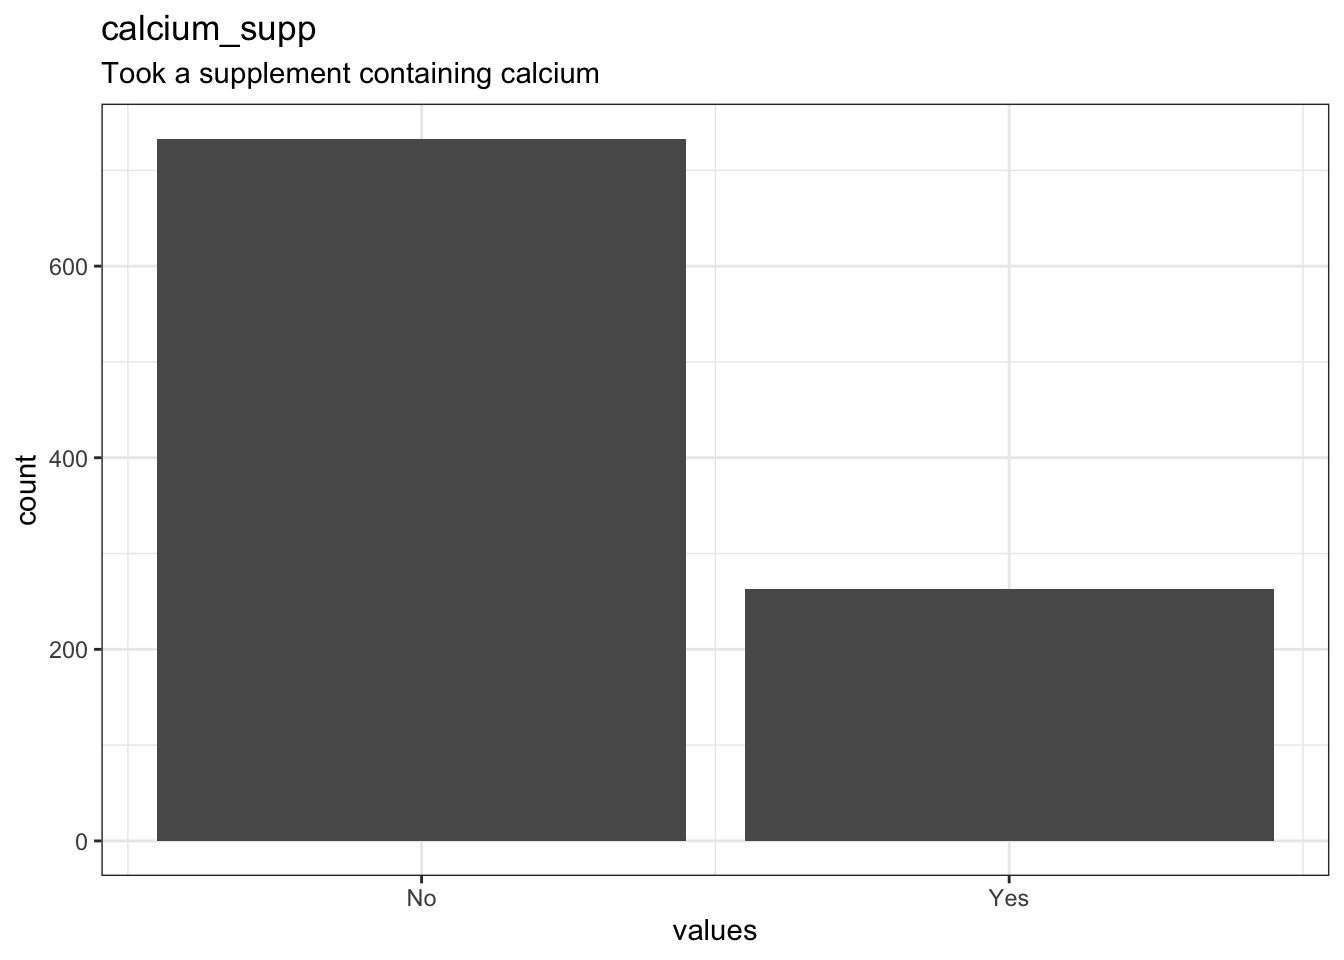 calcium_supp
Took a supplement containing calcium
count
600
400
200
0
No
Yes
values